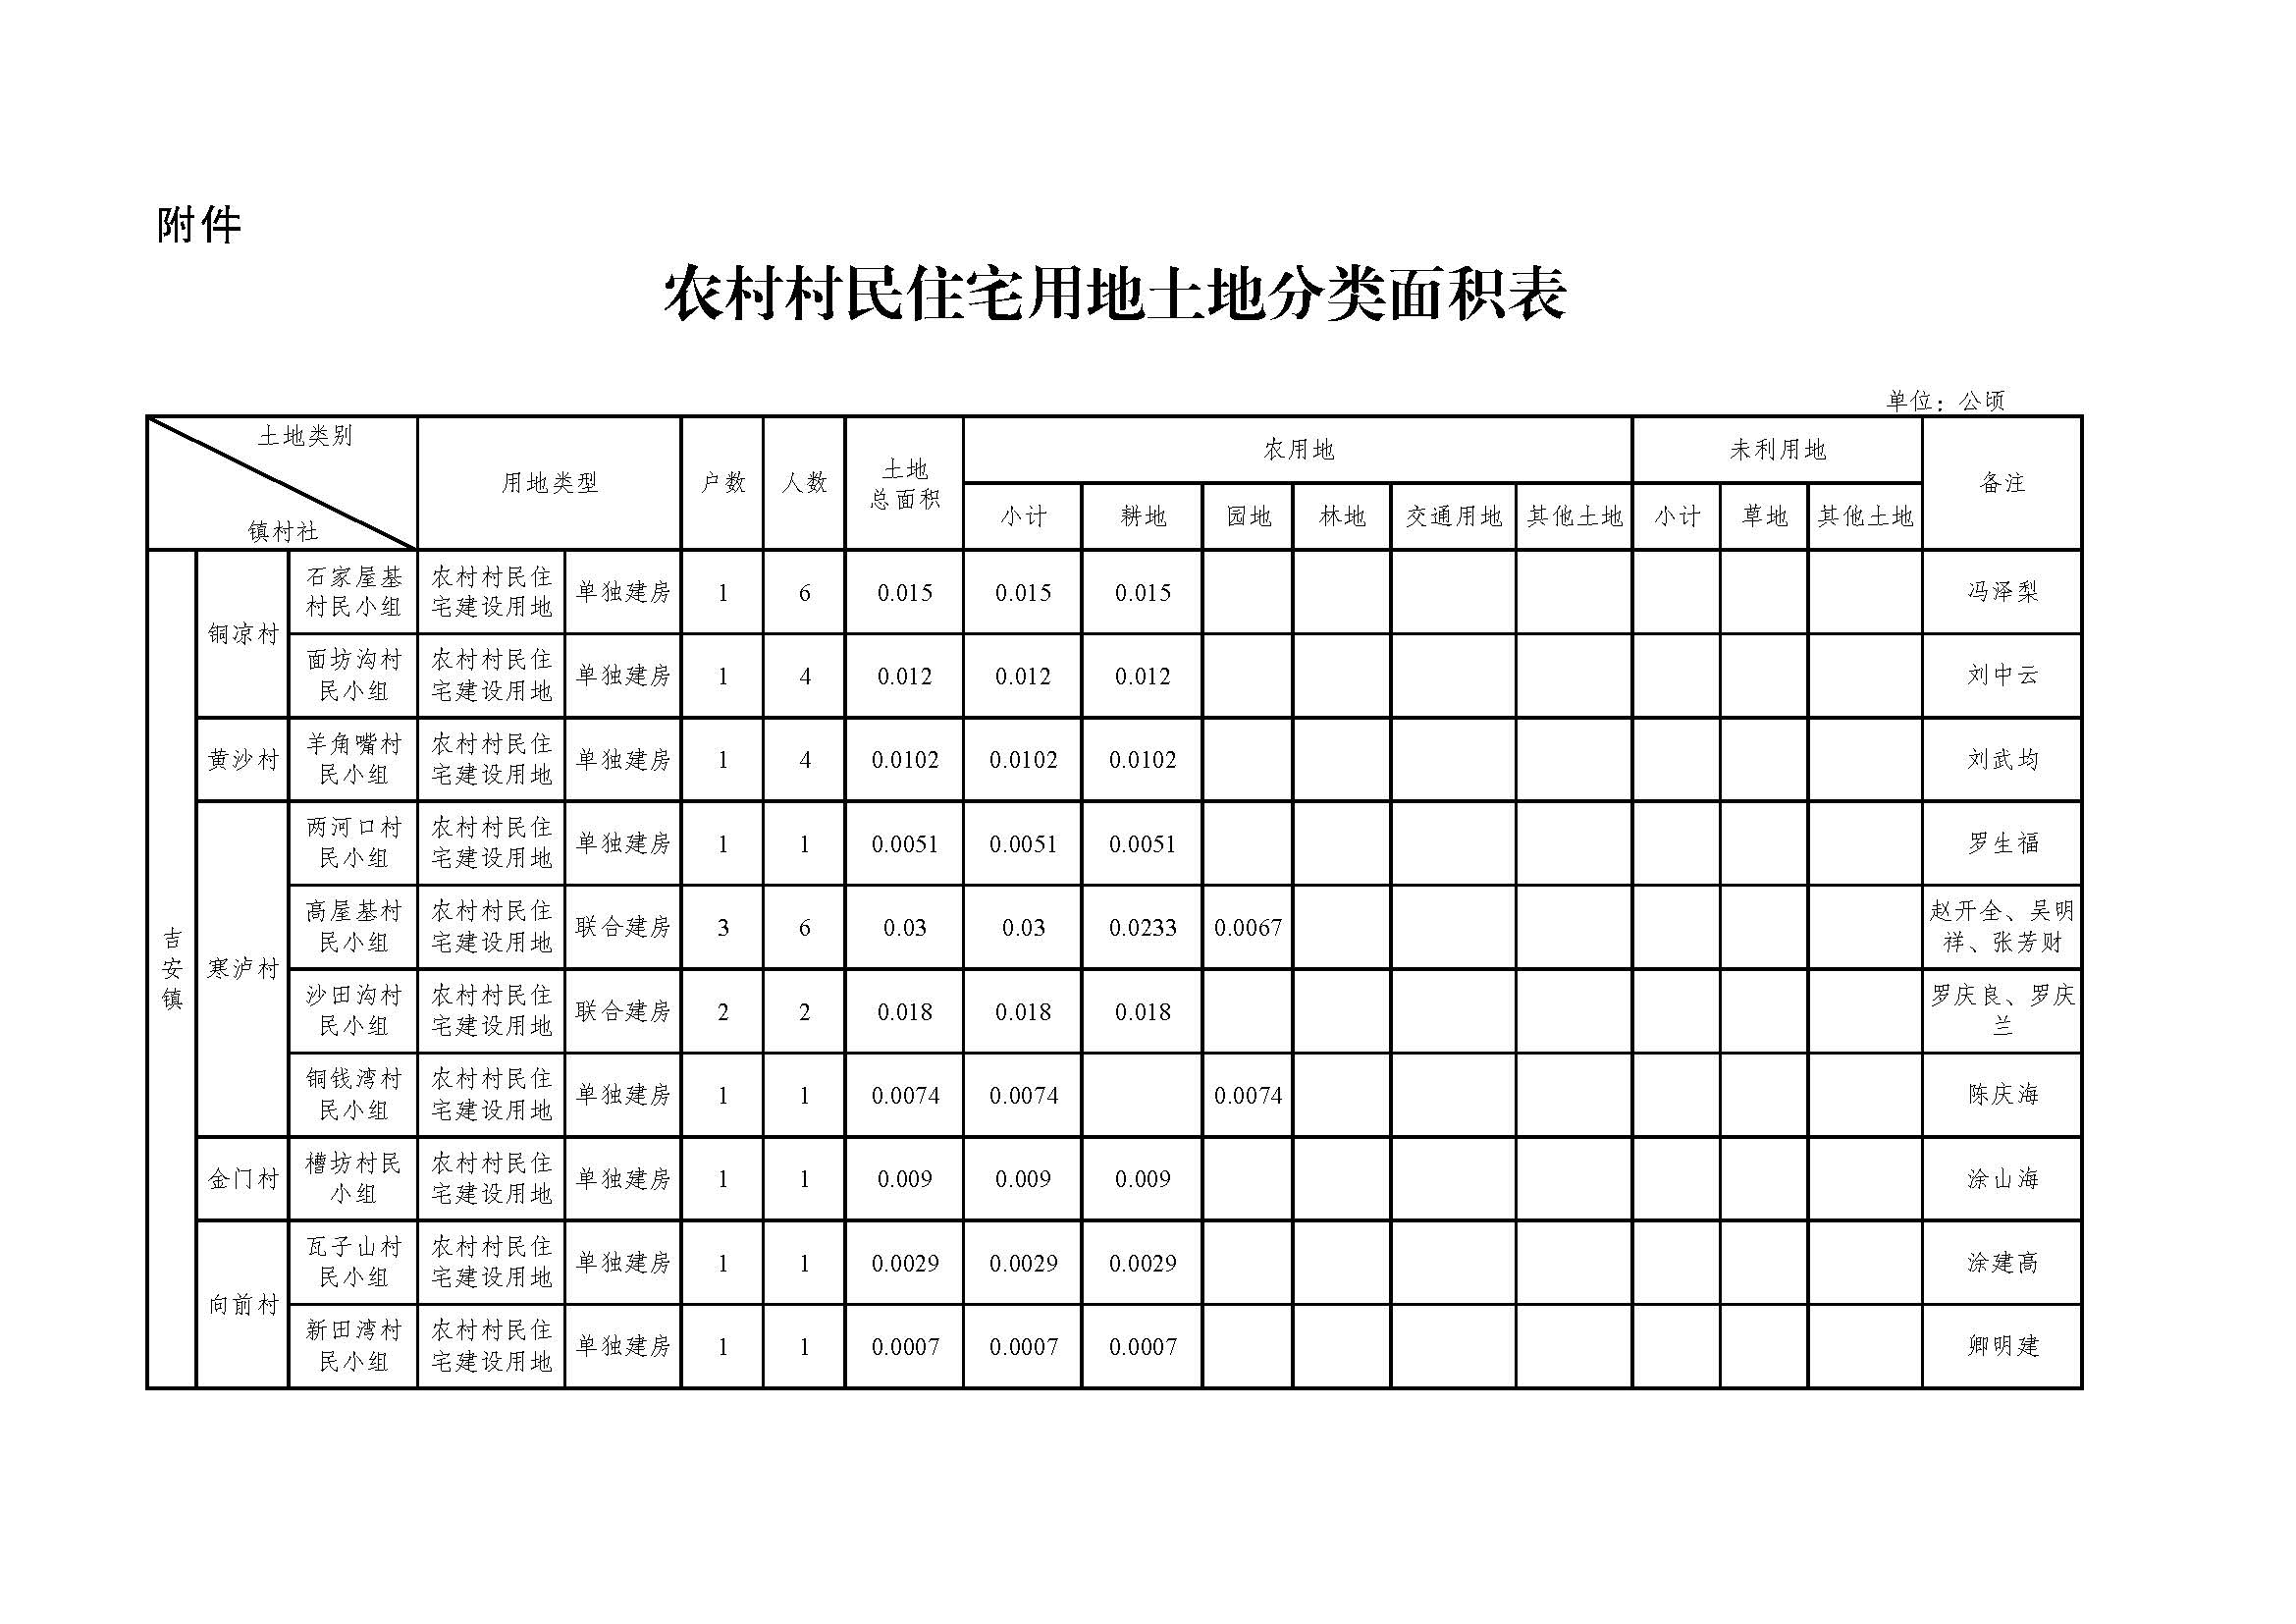 附件
农村村民住宅用地土地分类面积表
单位：公顷
土地类别
镇村社
用地类型
户数
人数
土地
总面积
农用地
未利用地
备注
小计
耕地
园地
林地
交通用地
其他土地
小计
草地
其他土地
吉安镇
铜凉村
石家屋基
村民小组
农村村民住
宅建设用地
单独建房
1
6
0.015
0.015
0.015
冯泽梨
面坊沟村
民小组
农村村民住
宅建设用地
单独建房
1
4
0.012
0.012
0.012
刘中云
黄沙村
羊角嘴村
民小组
农村村民住
宅建设用地
单独建房
1
4
0.0102
0.0102
0.0102
刘武均
寒泸村
两河口村
民小组
农村村民住
宅建设用地
单独建房
1
1
0.0051
0.0051
0.0051
罗生福
高屋基村
民小组
农村村民住
宅建设用地
联合建房
3
6
0.03
0.03
0.0233
0.0067
赵开全、吴明
祥、张芳财
沙田沟村
民小组
农村村民住
宅建设用地
联合建房
2
2
0.018
0.018
0.018
罗庆良、罗庆
兰
铜钱湾村
民小组
农村村民住
宅建设用地
单独建房
1
1
0.0074
0.0074
0.0074
陈庆海
金门村
槽坊村民
小组
农村村民住
宅建设用地
单独建房
1
1
0.009
0.009
0.009
涂山海
向前村
瓦子山村
民小组
农村村民住
宅建设用地
单独建房
1
1
0.0029
0.0029
0.0029
涂建高
新田湾村
民小组
农村村民住
宅建设用地
单独建房
1
1
0.0007
0.0007
0.0007
卿明建